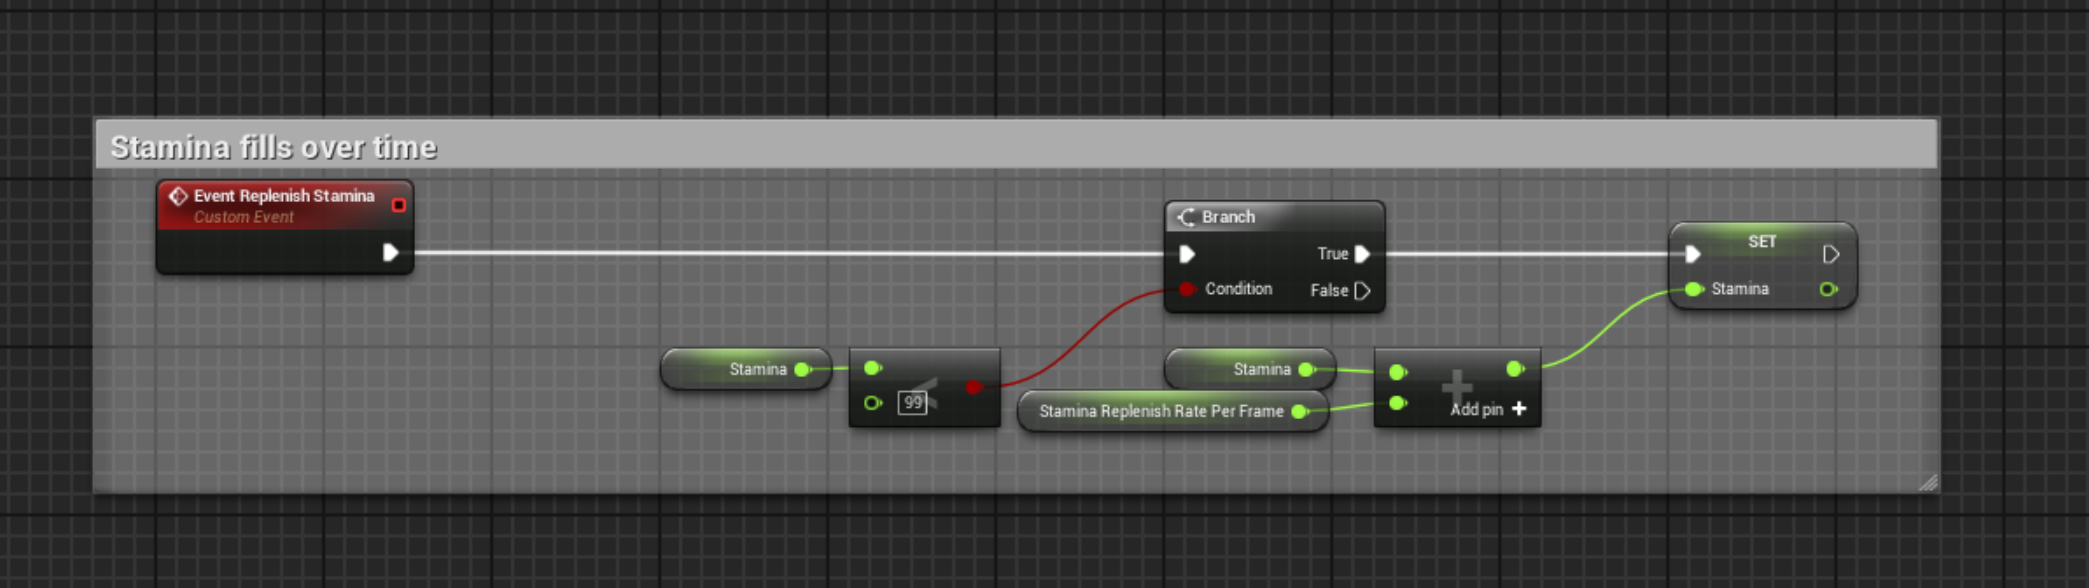 Stamina fills over time
Event Replenish Stamina
Custom Event
Branch
True
Condition
False
SET
Stamina
Stamina
99
Stamina
Stamina Replenish Rate Per Frame
Add pin